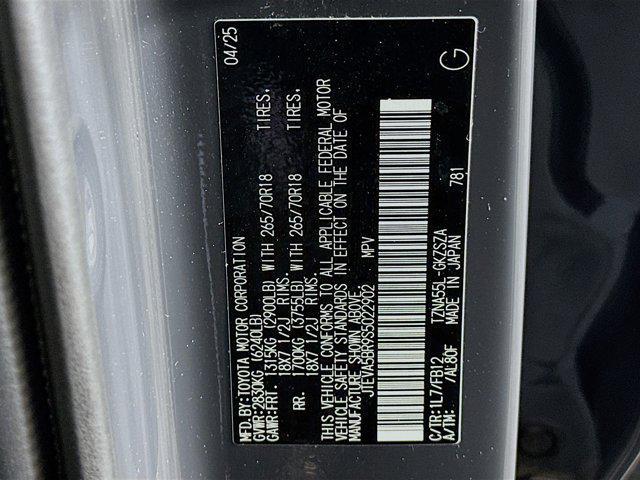 MFD.BY:TOYOTA MOTOR CORPORATION 04/25
GVWR:2830KG (6240LB)
GAWR:FRT. 1315KG (2900LB) WITH 265/70R18 TIRES,
18X7 1/2J RIMS.
RR. 1700KG (3755LB) WITH 265/70R18 TIRES,
18X7 1/2J RIMS.
THIS VEHICLE CONFORMS TO ALL APPLICABLE FEDERAL MOTOR
VEHICLE SAFETY STANDARDS IN EFFECT ON THE DATE OF
MANUFACTURE SHOWN ABOVE.
JTEVA5BR9S5022902 MPV
C/TR:1L7/FB12 TZNA55L-GKZSZA 781 G
A/TM: /AL80F MADE IN JAPAN